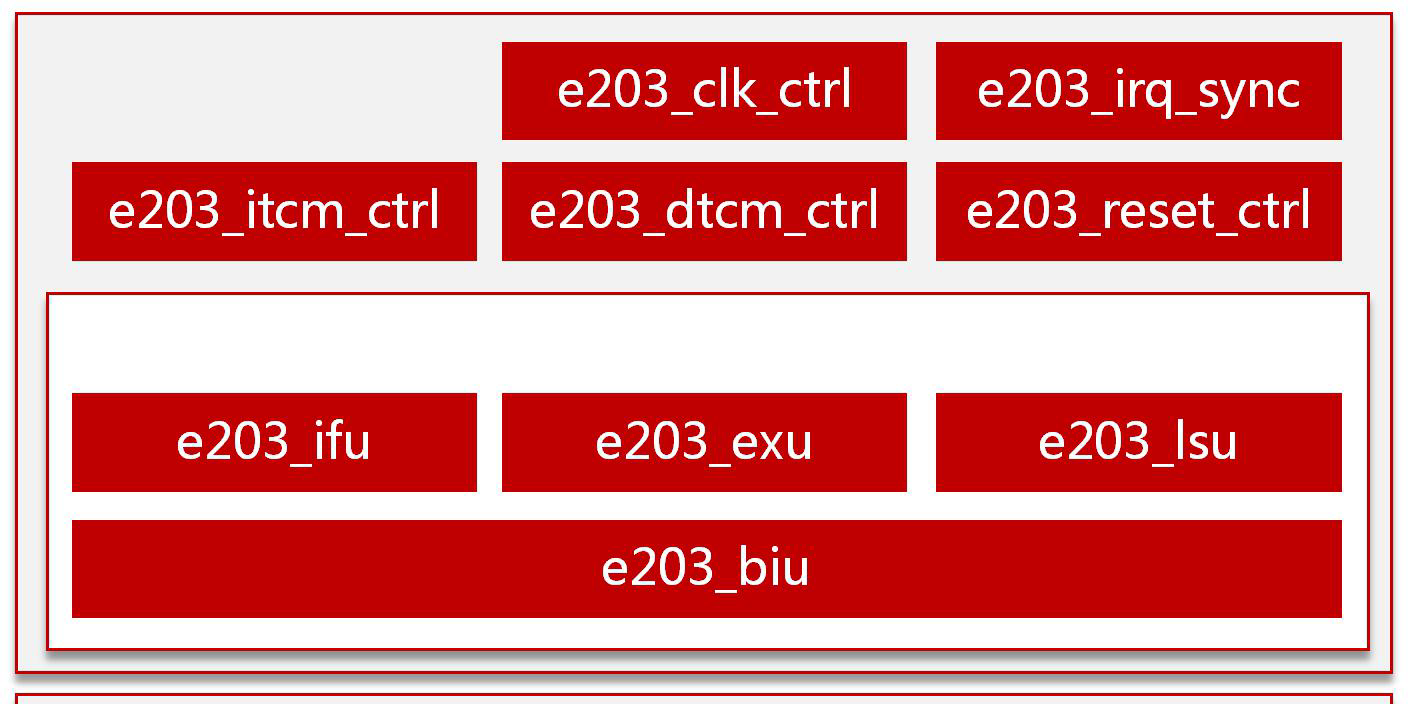 e203_clk_ctrl
e203_irq_sync
e203_itcm_ctrl
e203_dtcm_ctrl
e203_reset_ctrl
e203_ifu
e203_exu
e203_lsu
e203_biu